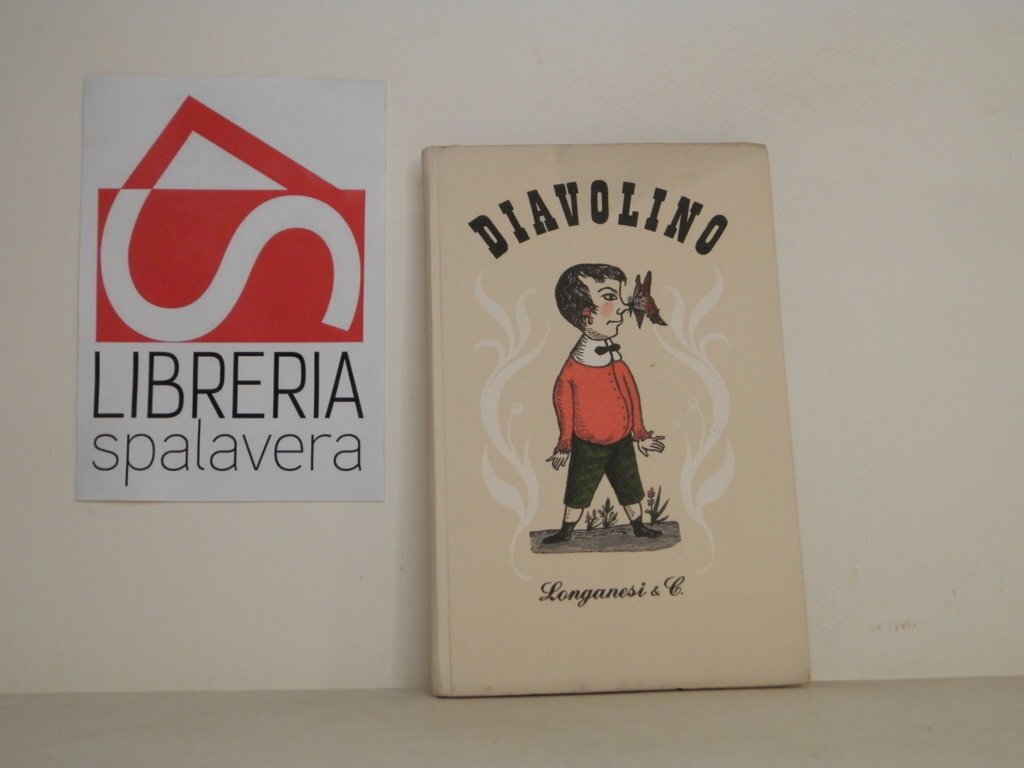 LIBRERIA
spalavera
DIAVOLINO
Longanesi & C.